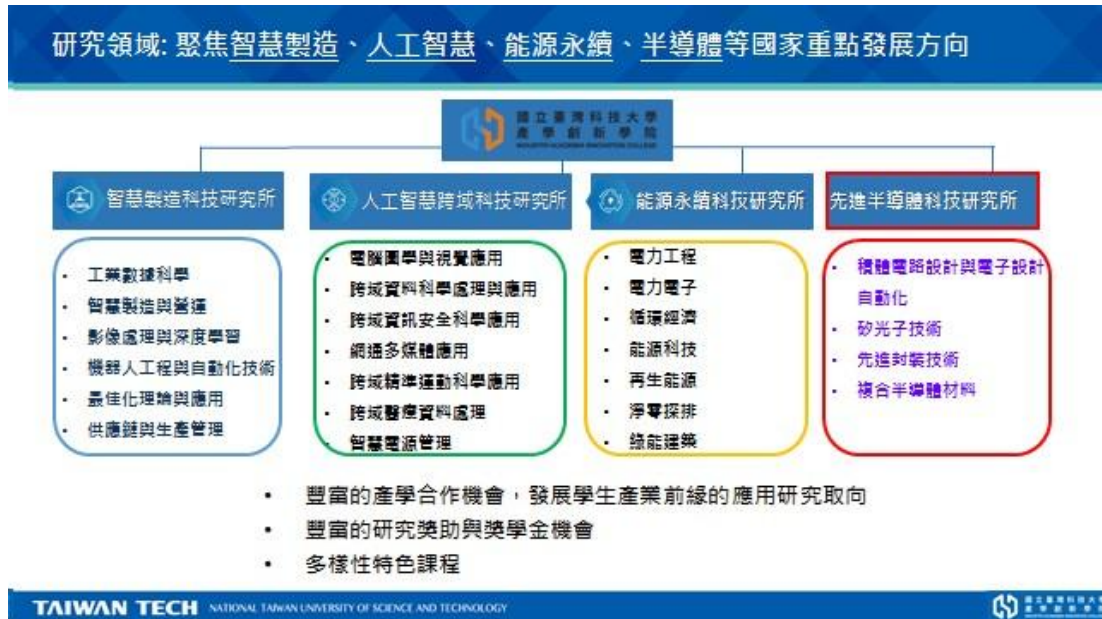 研究領域: 聚焦智慧製造、人工智慧、能源永續、半導體等國家重點發展方向
國立臺灣科技大學
產學創新學院
INDUSTRY-ACADEMIA INNOVATION COLLEGE
智慧製造科技研究所
• 工業數據科學
• 智慧製造與營運
• 影像處理與深度學習
• 機器人工程與自動化技術
• 最佳化理論與應用
• 供應鏈與生產管理
人工智慧跨域科技研究所
• 電腦圖學與視覺應用
• 跨域資料科學處理與應用
• 跨域資訊安全科學應用
• 網通多媒體應用
• 跨域精準運動科學應用
• 跨域醫療資料處理
• 智慧電源管理
能源永續科技研究所
• 電力工程
• 電力電子
• 循環經濟
• 能源科技
• 再生能源
• 淨零探排
• 綠能建築
先進半導體科技研究所
• 積體電路設計與電子設計
自動化
• 矽光子技術
• 先進封裝技術
• 複合半導體材料
• 豐富的產學合作機會，發展學生產業前緣的應用研究取向
• 豐富的研究獎助與獎學金機會
• 多樣性特色課程
TAIWAN TECH NATIONAL TAIWAN UNIVERSITY OF SCIENCE AND TECHNOLOGY